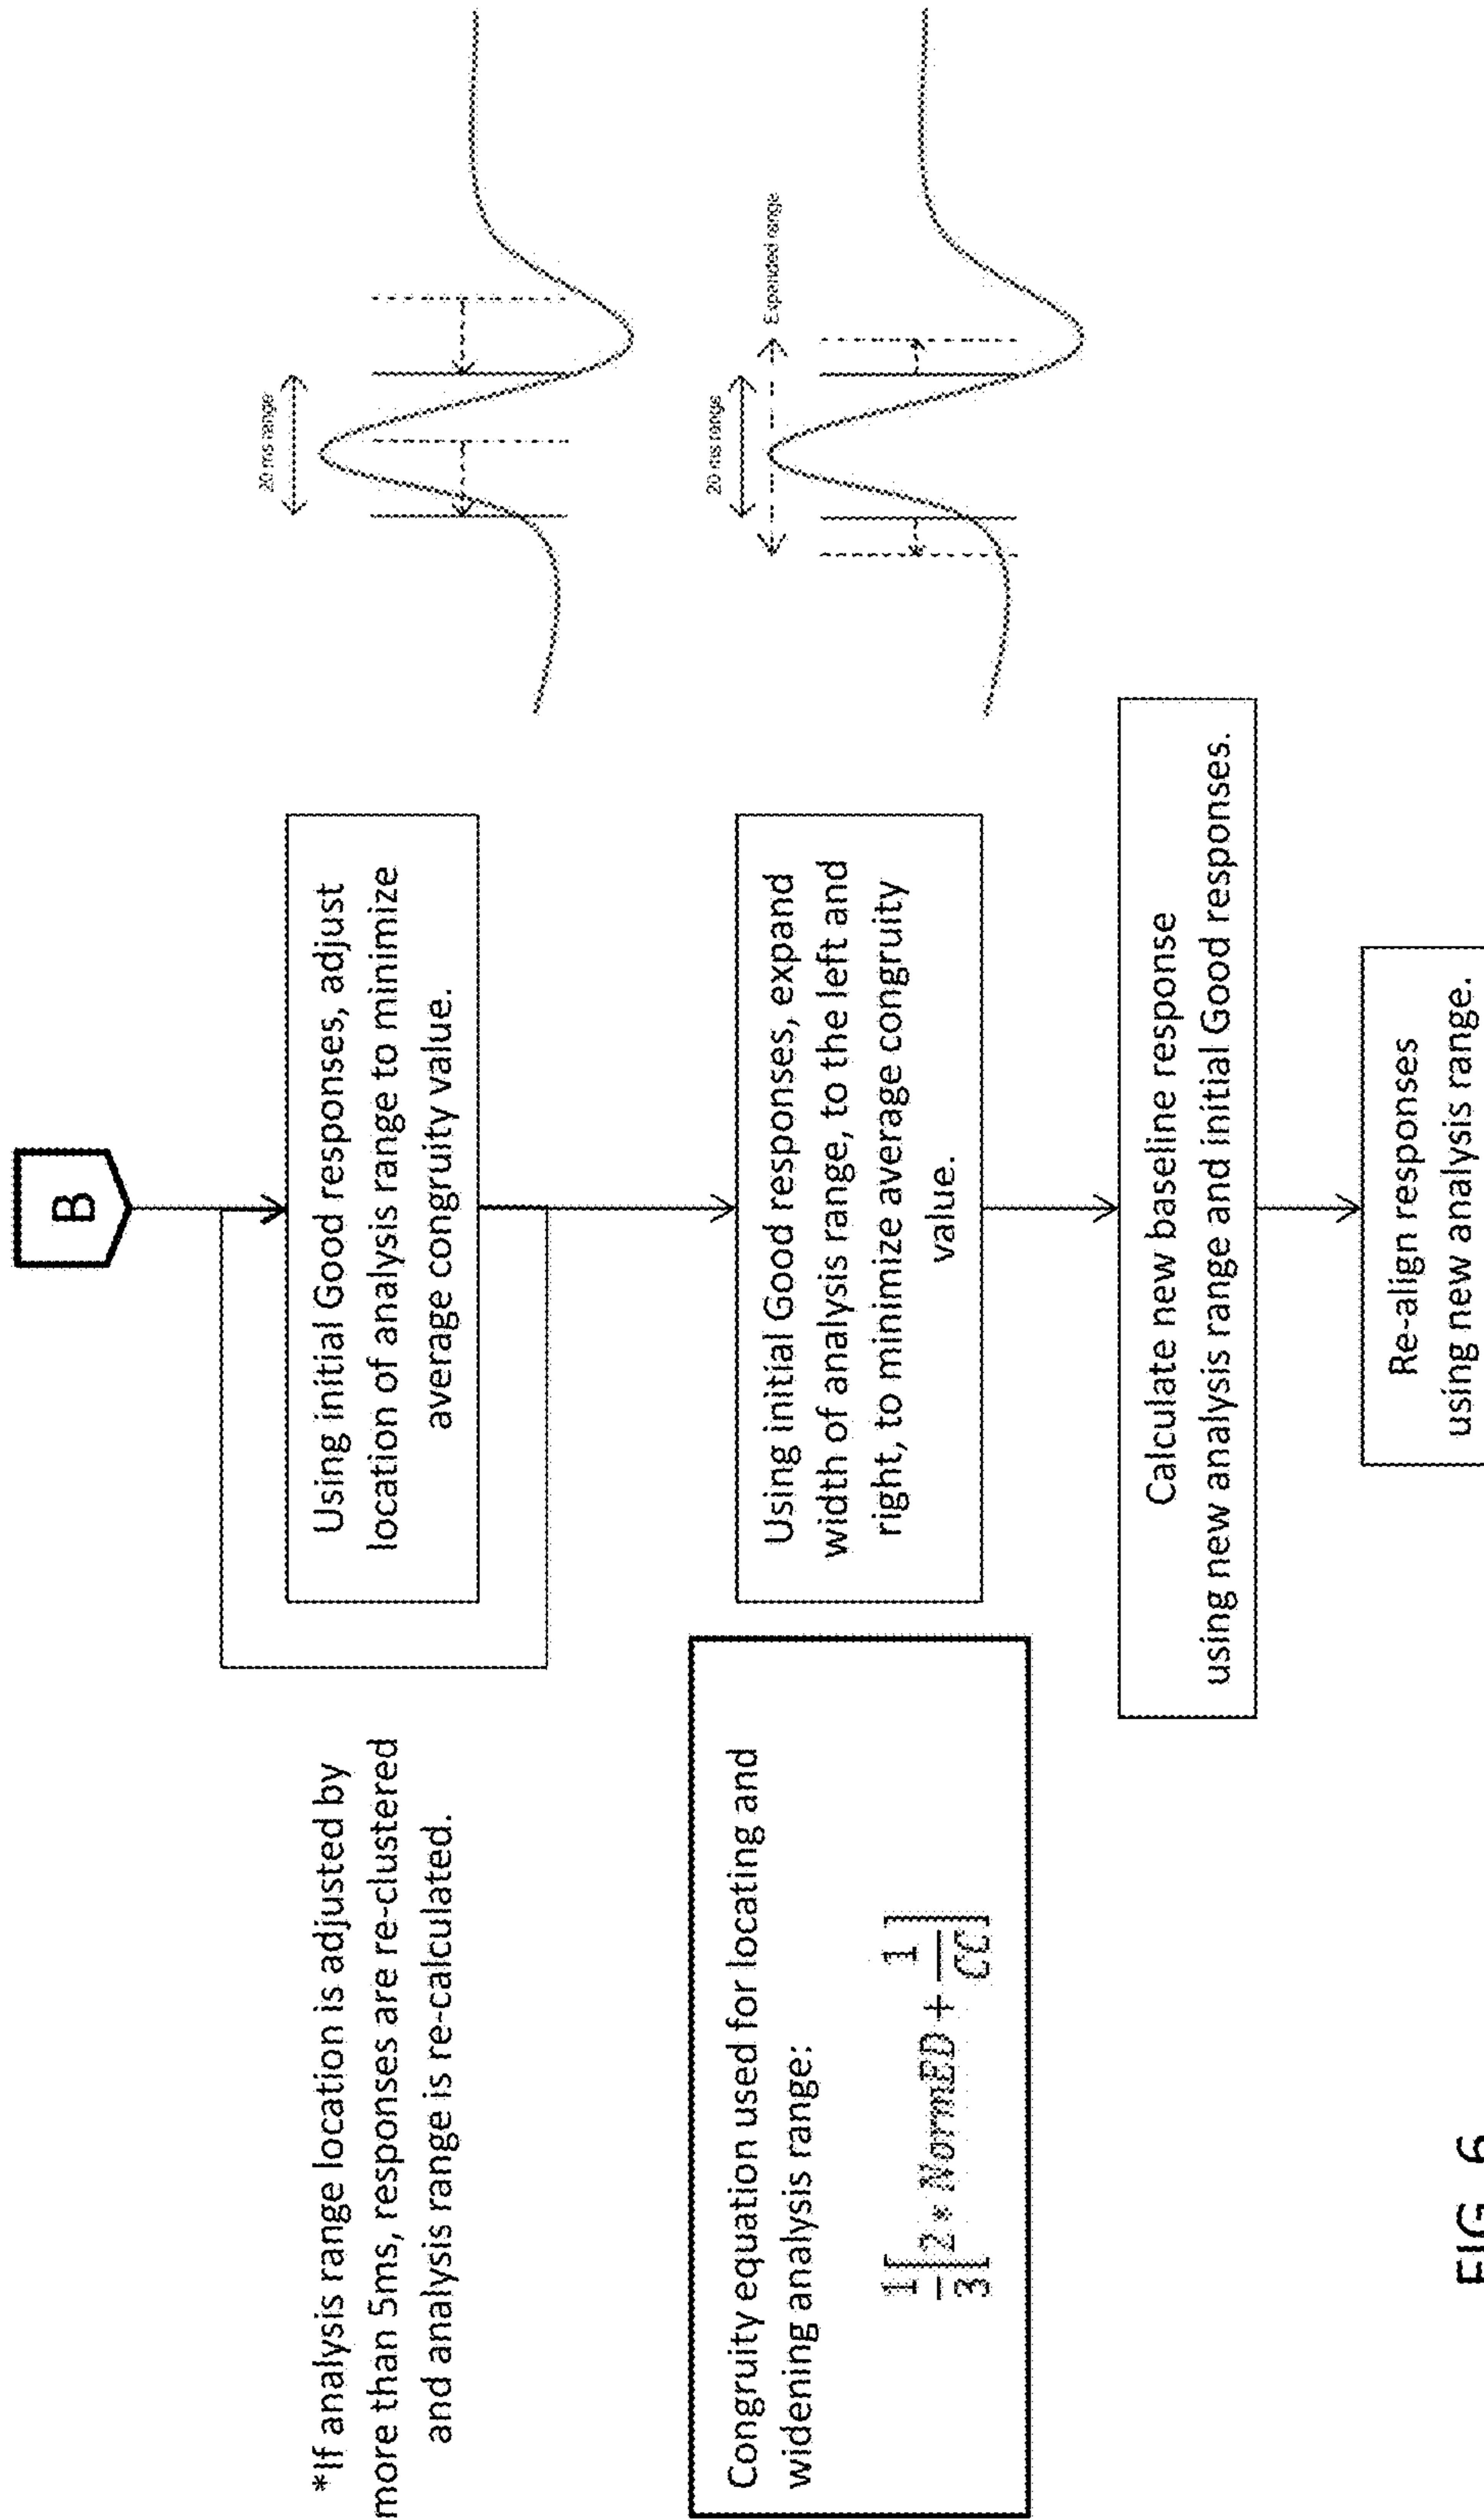 B
*If analysis range location is adjusted by
more than 5ms, responses are re-clustered
and analysis range is re-calculated.
Using initial Good responses, adjust
location of analysis range to minimize
average congruity value.
20 ms range
Congruity equation used for locating and
widening analysis range:
1/3[2 * NormED + 1/CC]
Using initial Good responses, expand
width of analysis range, to the left and
right, to minimize average congruity
value.
20 ms range
Expanded range
Calculate new baseline response
using new analysis range and initial Good responses.
Re-align responses
using new analysis range.
FIG. 6